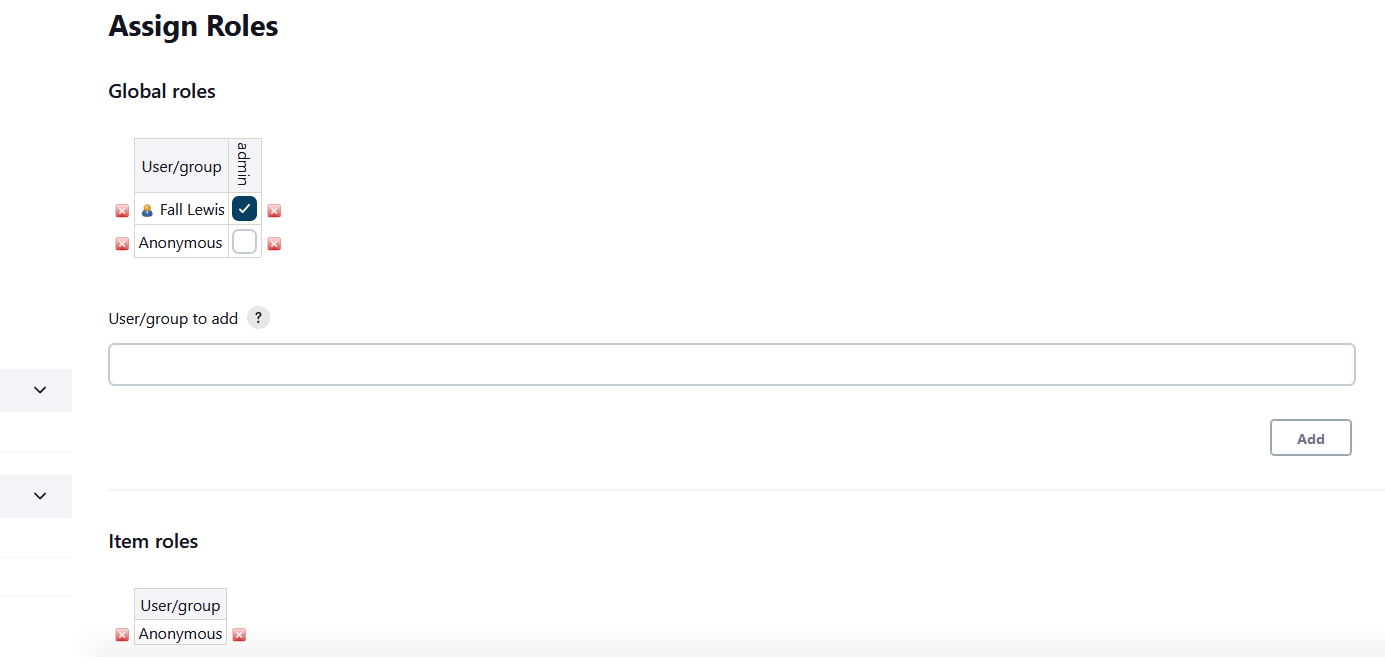 Assign Roles
Global roles
User/group admin
Fall Lewis
Anonymous
User/group to add ?
Add
Item roles
User/group
Anonymous